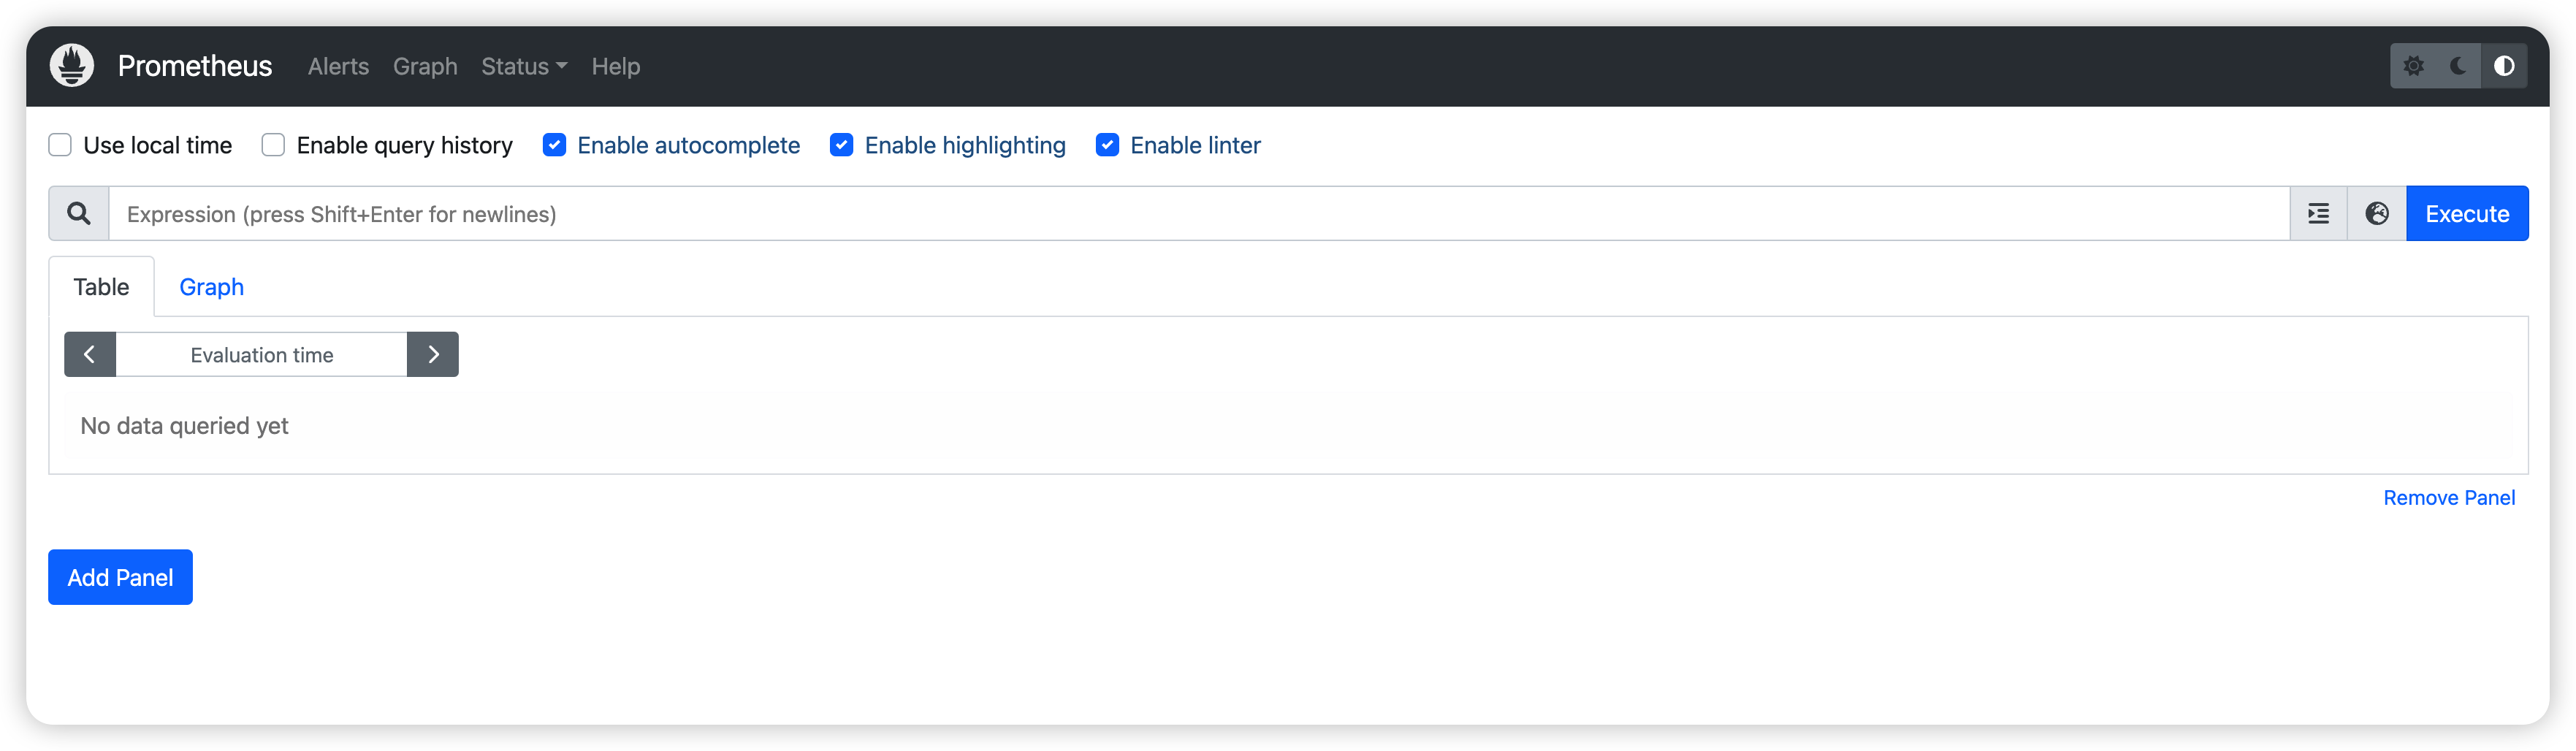 Prometheus Alerts Graph Status Help
Use local time Enable query history Enable autocomplete Enable highlighting Enable linter
Expression (press Shift+Enter for newlines) Execute
Table Graph
Evaluation time
No data queried yet
Remove Panel
Add Panel